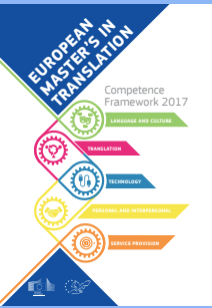 EUROPEAN
MASTER'S IN
TRANSLATION
Competence
Framework 2017
LANGUAGE AND CULTURE
TRANSLATION
TECHNOLOGY
PERSONAL AND INTERPERSONAL
SERVICE PROVISION